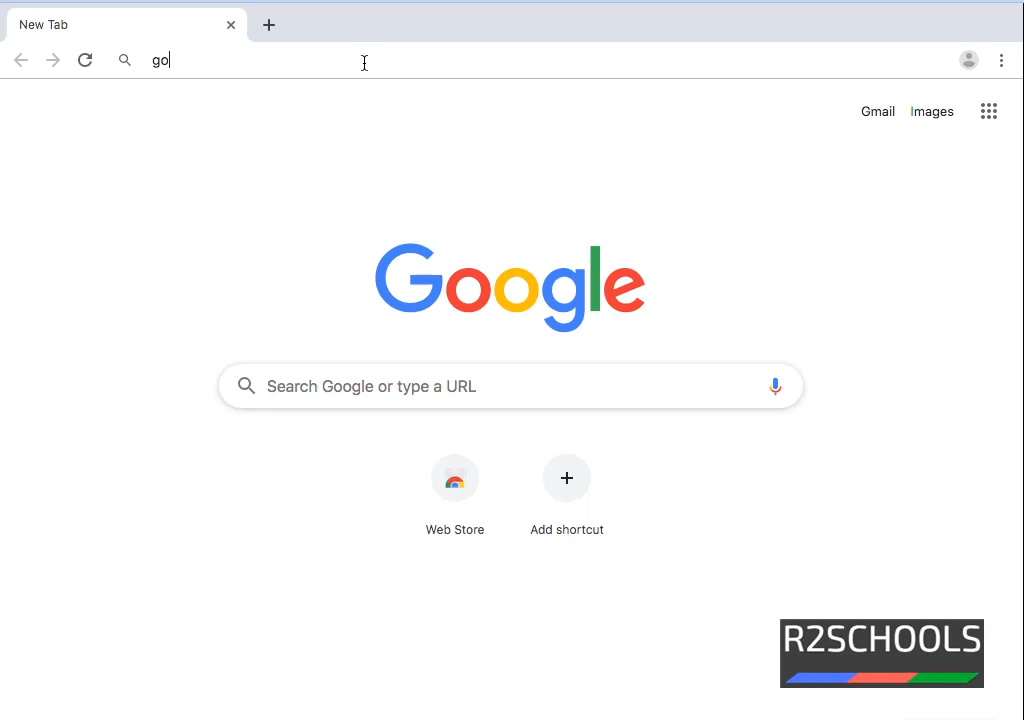 New Tab
go
Gmail Images
Google
Search Google or type a URL
Web Store Add shortcut
R2SCHOOLS